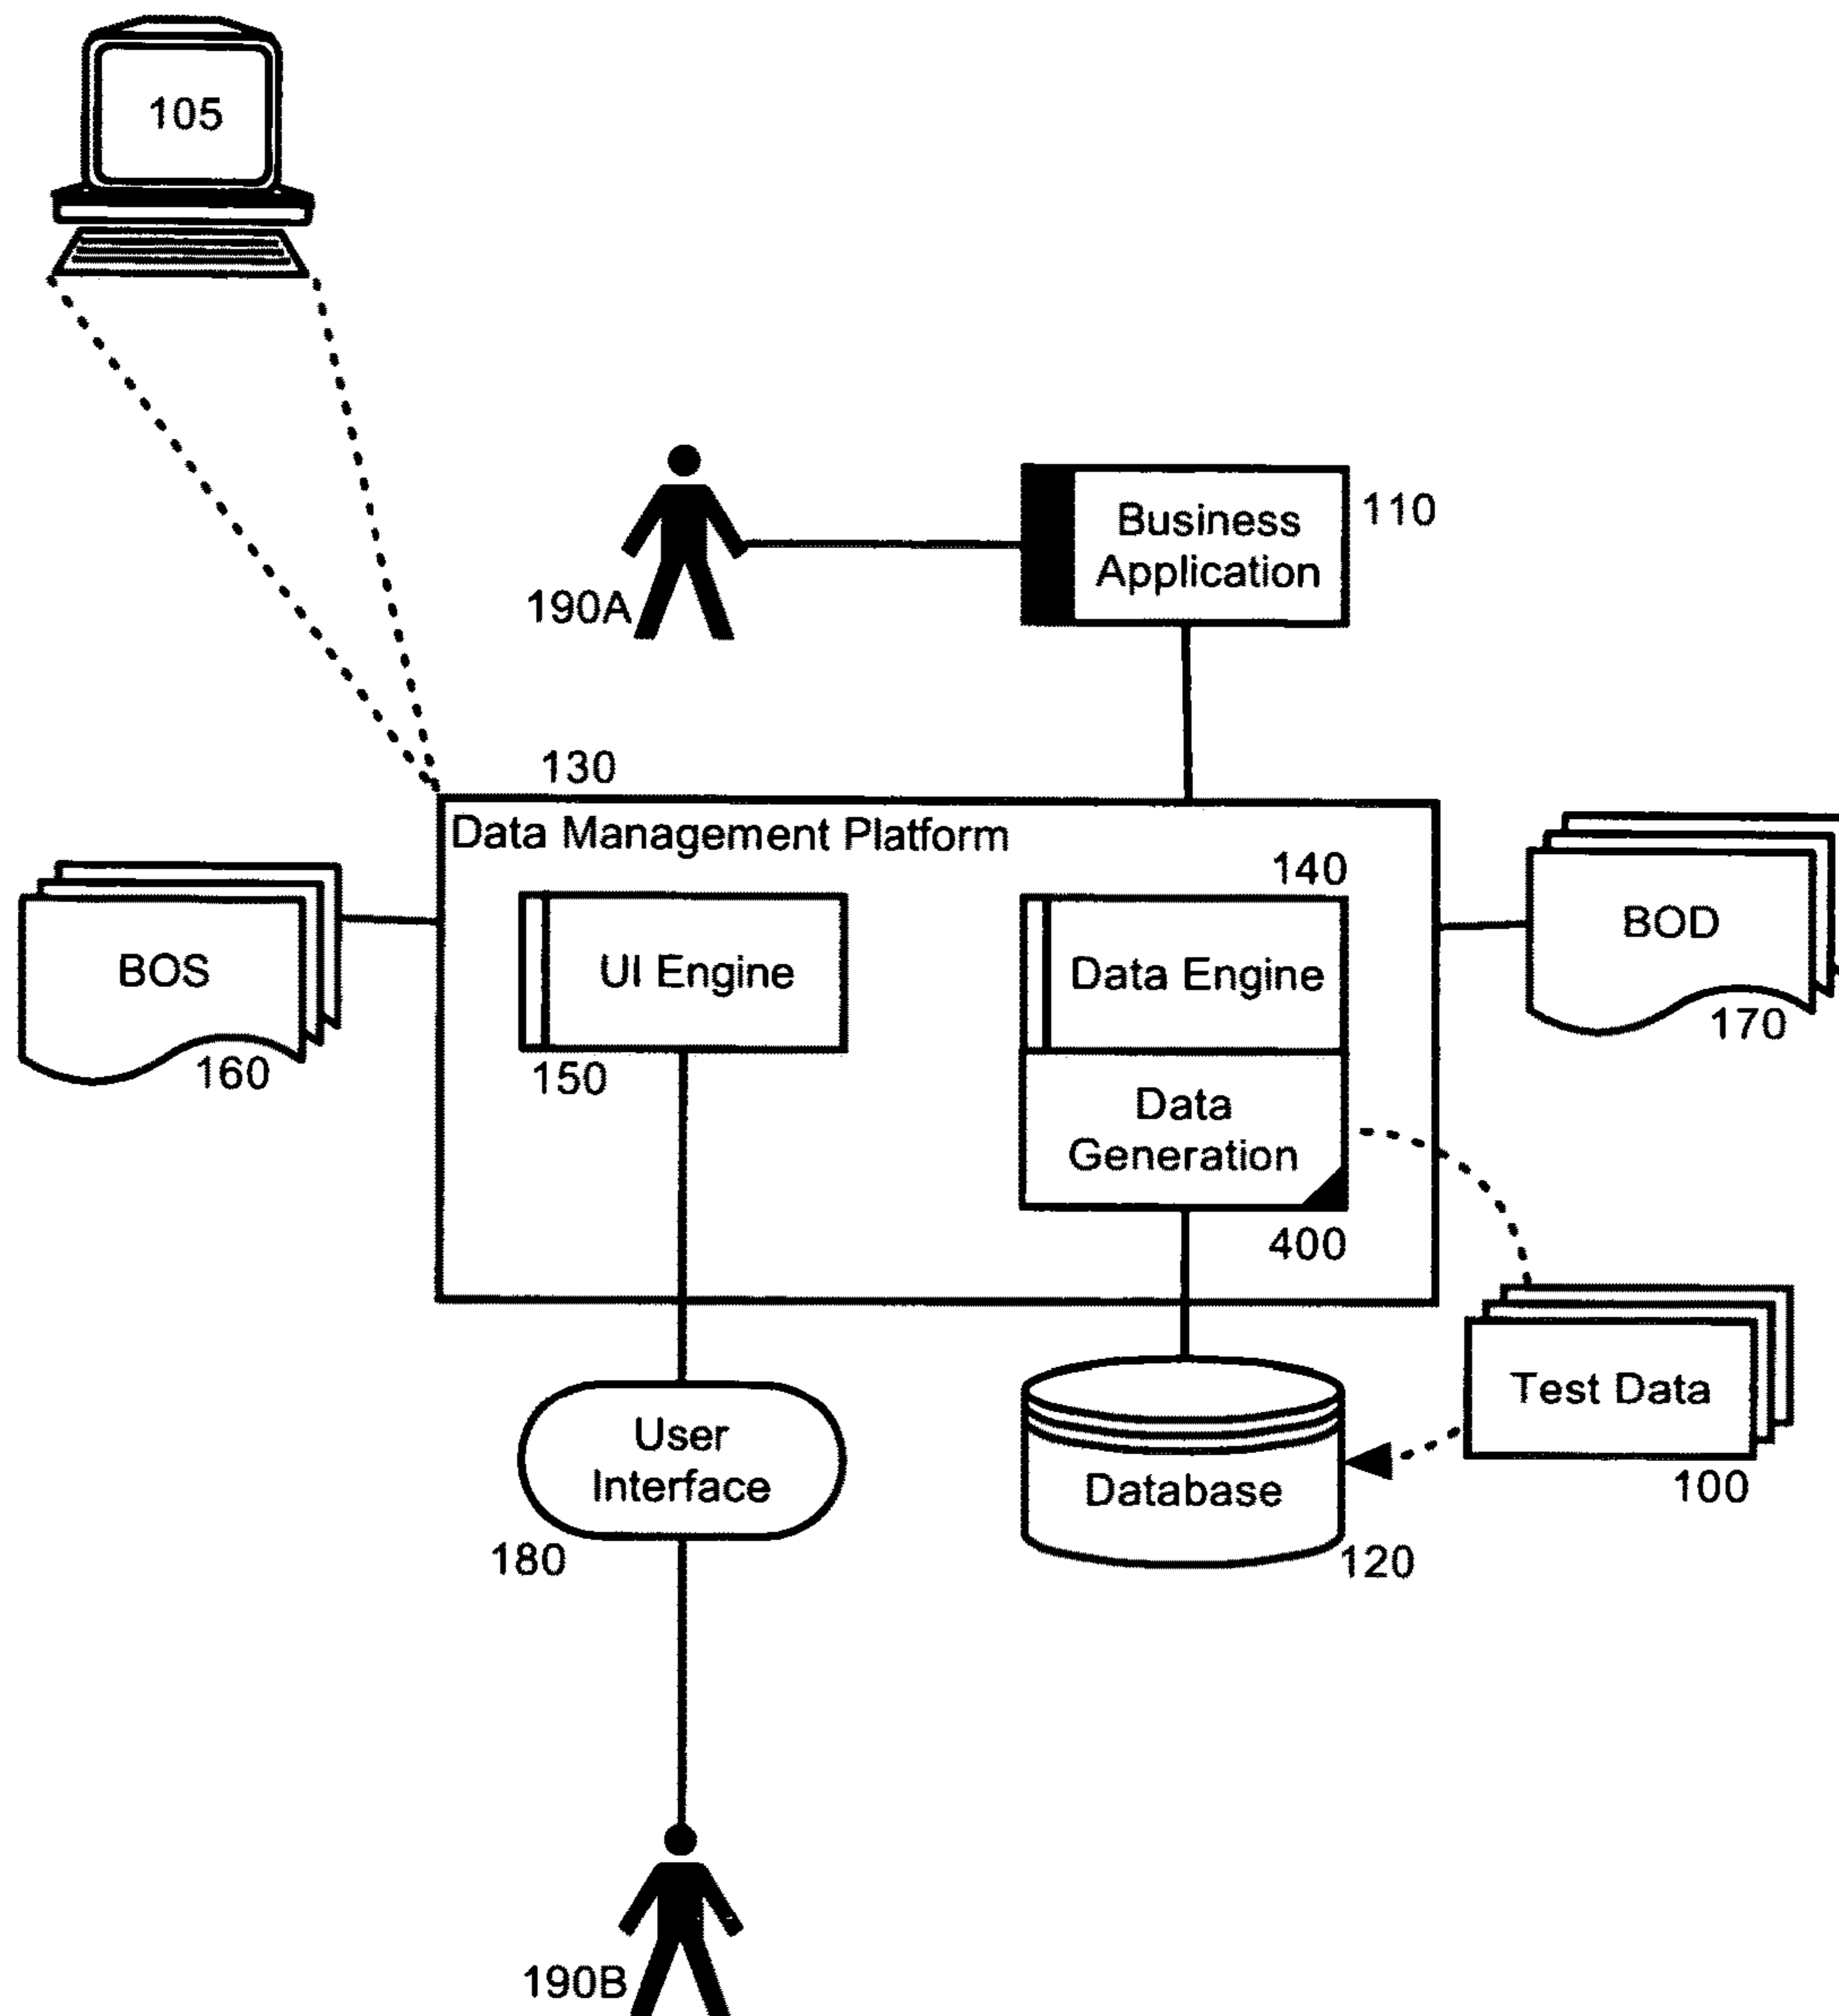 105
Business
Application
110
190A
130
Data Management Platform
140
BOS
160
UI Engine
150
Data Engine
BOD
170
Data
Generation
400
Test Data
100
User
Interface
180
Database
120
190B